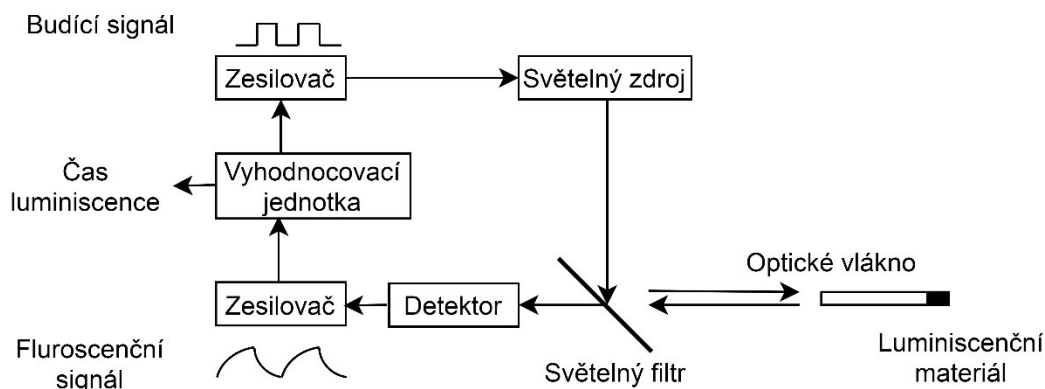 Budící signál
Zesilovač
Světelný zdroj
Čas
luminiscence
Vyhodnocovací
jednotka
Optické vlákno
Zesilovač
Detektor
Fluroscenční
signál
Světelný filtr
Luminiscenční
materiál